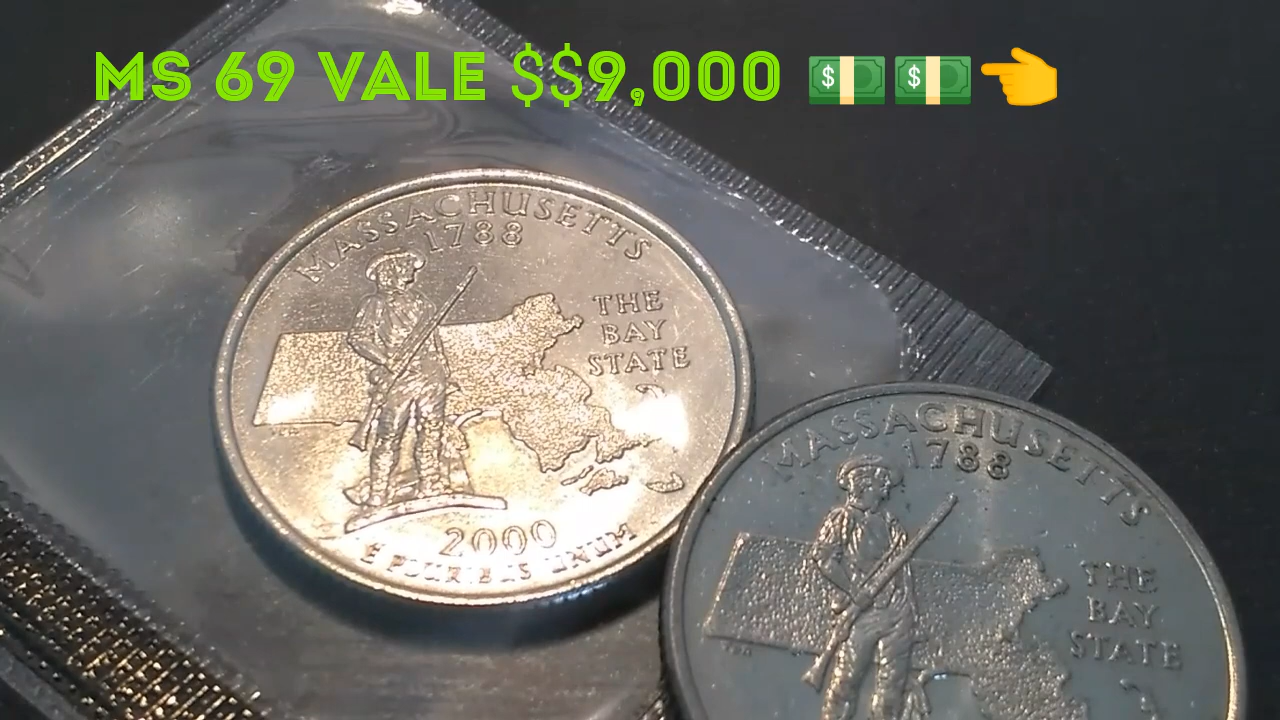 MS 69 VALE $$9,000
MASSACHUSETTS
1788
THE
BAY
STATE
2000
E PLURIBUS UNUM
MASSACHUSETTS
1788
THE
BAY
STATE